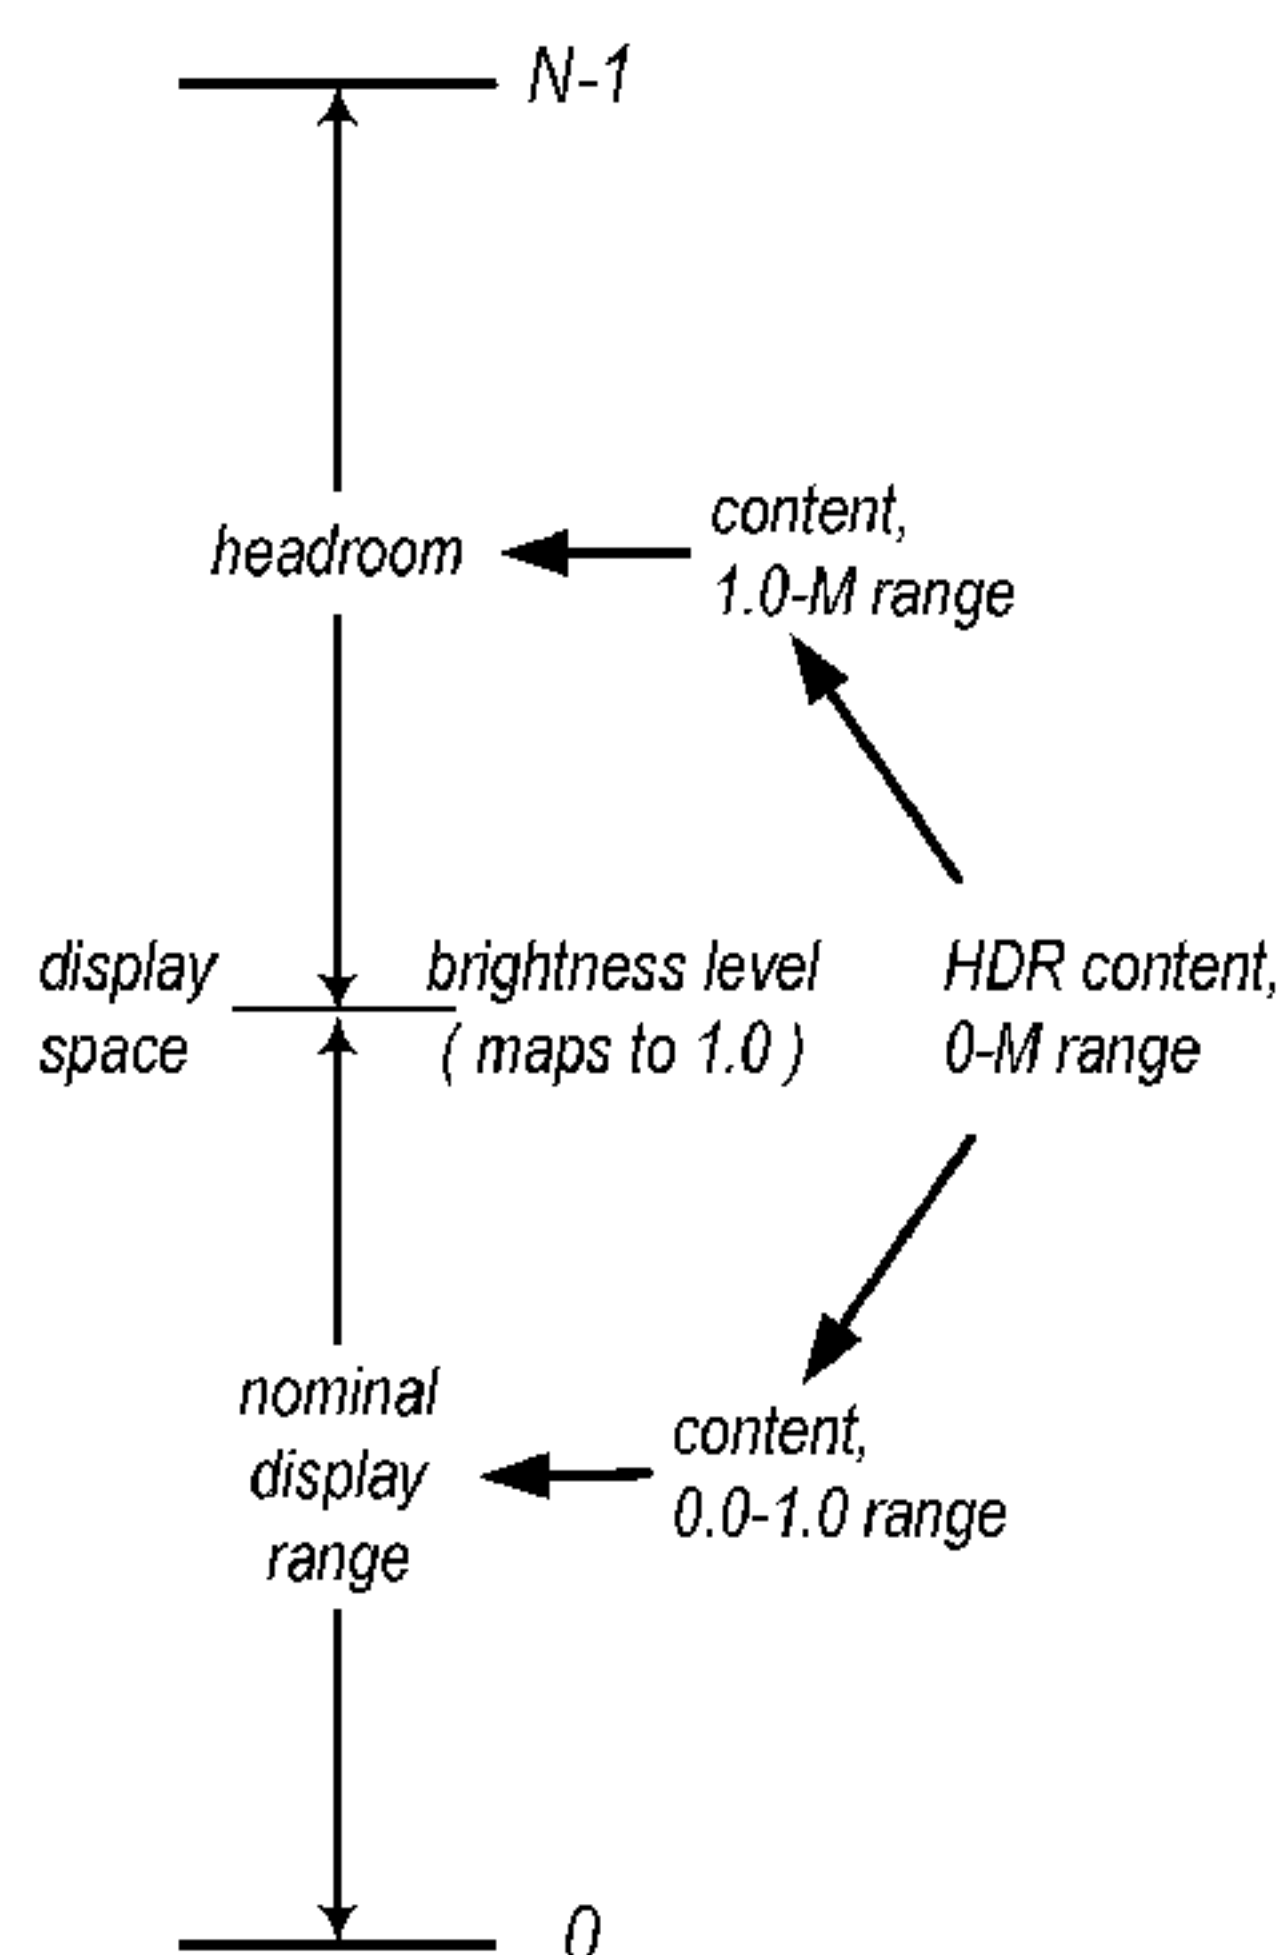 N-1
content,
1.0-M range
headroom
display
space
brightness level
( maps to 1.0 )
HDR content,
0-M range
nominal
display
range
content,
0.0-1.0 range
0